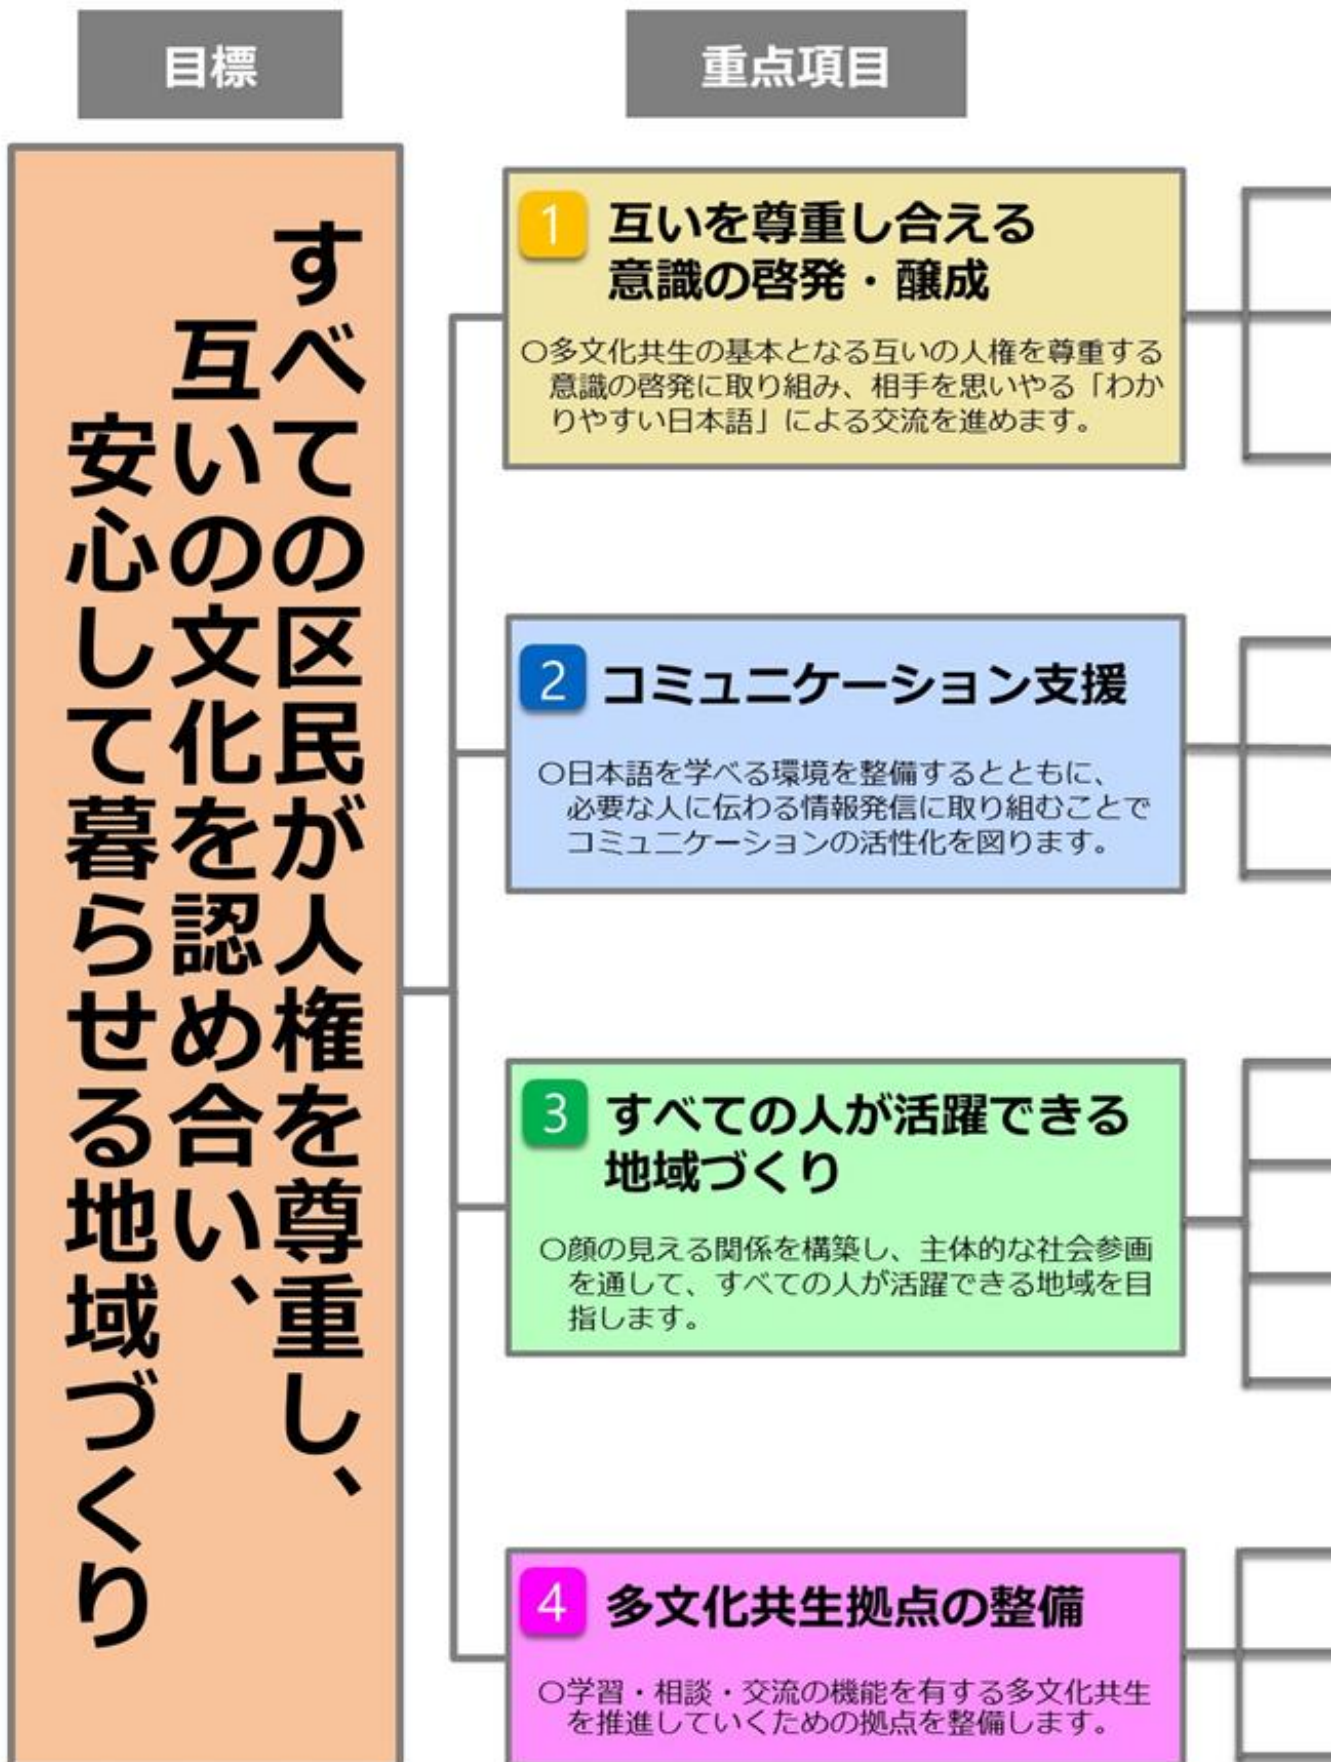 目標
重点項目
すべての区民が人権を尊重し、
互いの文化を認め合い、
安心して暮らせる地域づくり
1 互いを尊重し合える
意識の啓発・醸成
○多文化共生の基本となる互いの人権を尊重する
意識の啓発に取り組み、相手を思いやる「わか
りやすい日本語」による交流を進めます。
2 コミュニケーション支援
○日本語を学べる環境を整備するとともに、
必要な人に伝わる情報発信に取り組むことで
コミュニケーションの活性化を図ります。
3 すべての人が活躍できる
地域づくり
○顔の見える関係を構築し、主体的な社会参画
を通して、すべての人が活躍できる地域を目
指します。
4 多文化共生拠点の整備
○学習・相談・交流の機能を有する多文化共生
を推進していくための拠点を整備します。